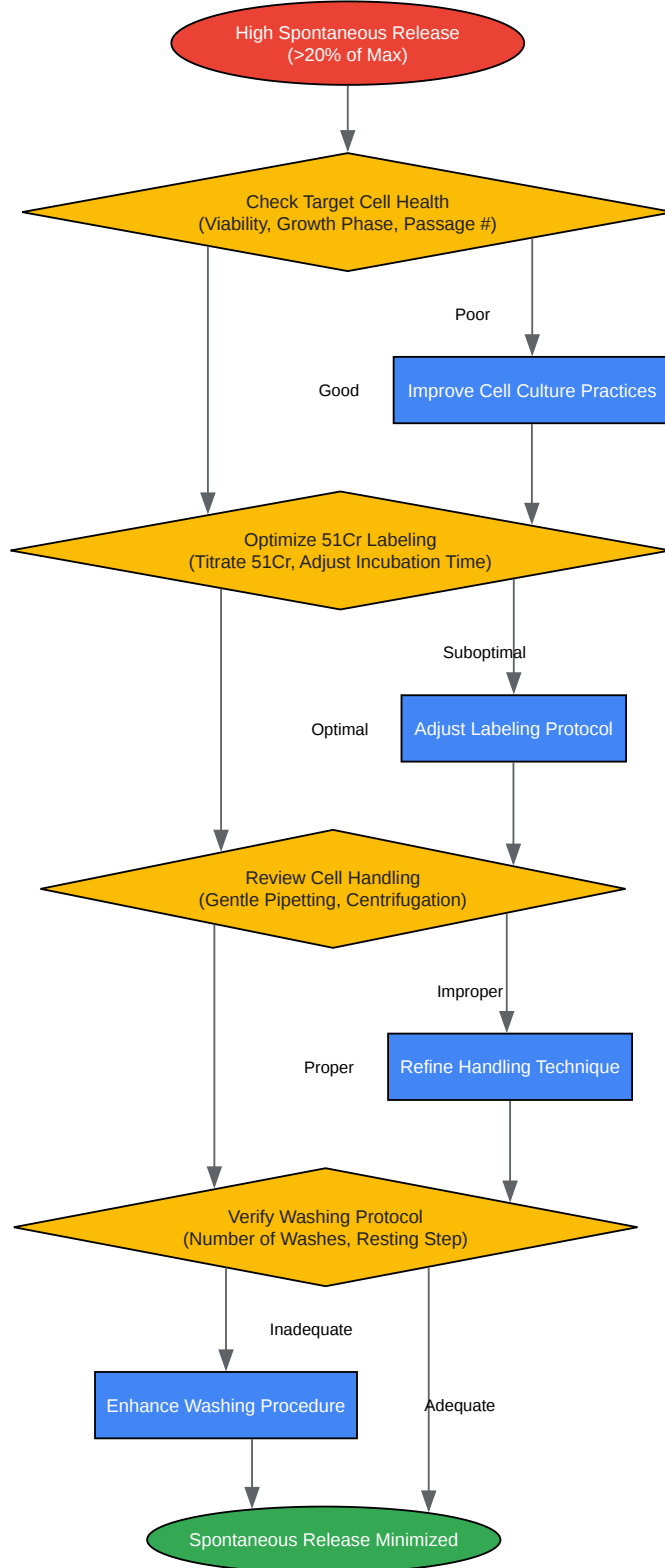 High Spontaneous Release
(>20% of Max)
Check Target Cell Health
(Viability, Growth Phase, Passage #)
Poor
Good
Improve Cell Culture Practices
Optimize 51Cr Labeling
(Titrate 51Cr, Adjust Incubation Time)
Suboptimal
Optimal
Adjust Labeling Protocol
Review Cell Handling
(Gentle Pipetting, Centrifugation)
Improper
Proper
Refine Handling Technique
Verify Washing Protocol
(Number of Washes, Resting Step)
Inadequate
Enhance Washing Procedure
Adequate
Spontaneous Release Minimized